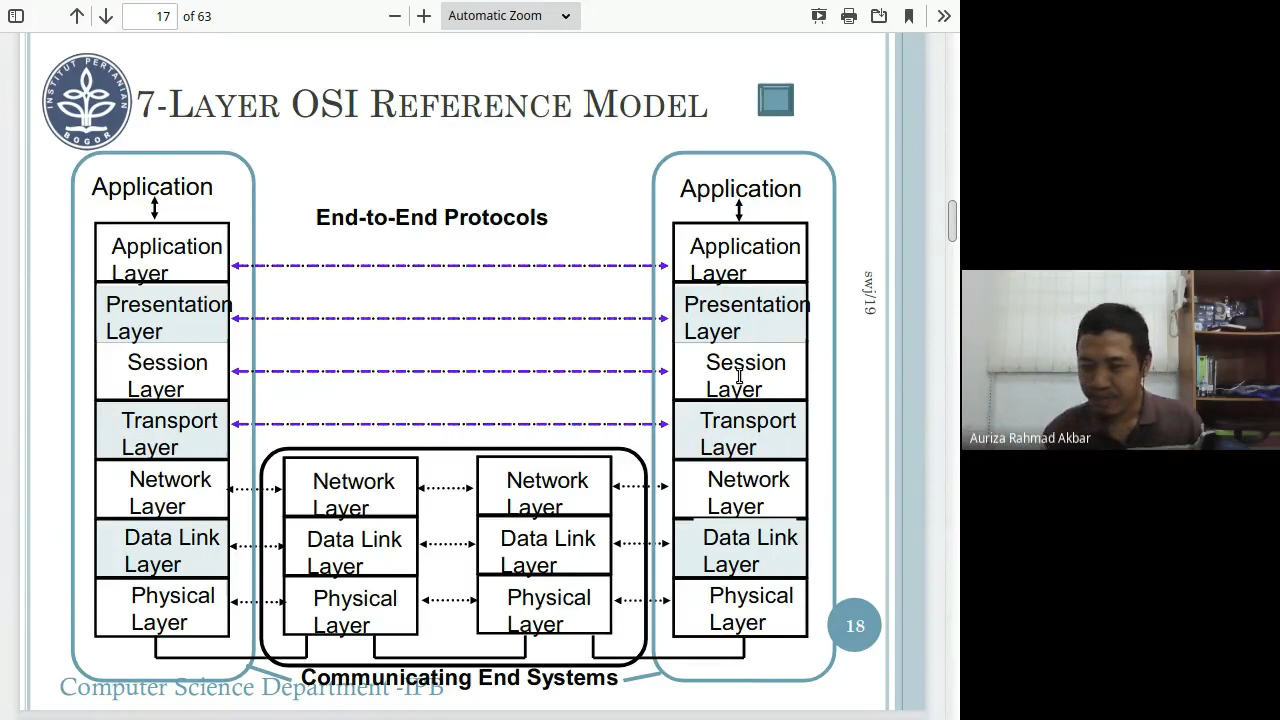 17
of 63
Automatic Zoom
INSTITUT PERTANIAN
BOGOR
7-LAYER OSI REFERENCE MODEL
Application
Application
End-to-End Protocols
Application
Layer
Application
Layer
Presentation
Layer
Presentation
Layer
swj/19
Session
Layer
Session
Layer
Transport
Layer
Transport
Layer
Network
Layer
Network
Layer
Network
Layer
Network
Layer
Data Link
Layer
Data Link
Layer
Data Link
Layer
Data Link
Layer
Physical
Layer
Physical
Layer
Physical
Layer
Physical
Layer
18
Communicating End Systems
Computer Science Department -IPB
Auriza Rahmad Akbar